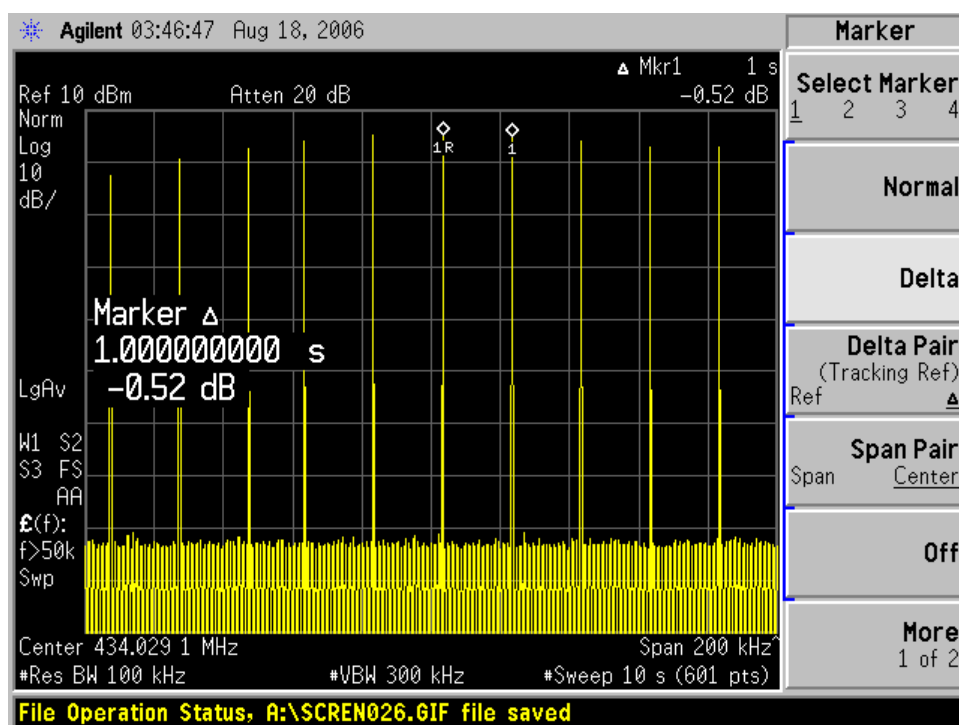 Agilent 03:46:47 Aug 18, 2006
Marker
Δ Mkr1 1 s
Ref 10 dBm Atten 20 dB -0.52 dB
Norm
Log
10
dB/
1R
1
Marker Δ
1.000000000 s
-0.52 dB
LgAv
W1 S2
S3 FS
AA
£(f):
f>50k
Swp
Center 434.029 1 MHz Span 200 kHz^
#Res BW 100 kHz #VBW 300 kHz #Sweep 10 s (601 pts)
Select Marker
1 2 3 4
Normal
Delta
Delta Pair
(Tracking Ref)
Ref Δ
Span Pair
Span Center
Off
More
1 of 2
File Operation Status, A:\SCREN026.GIF file saved